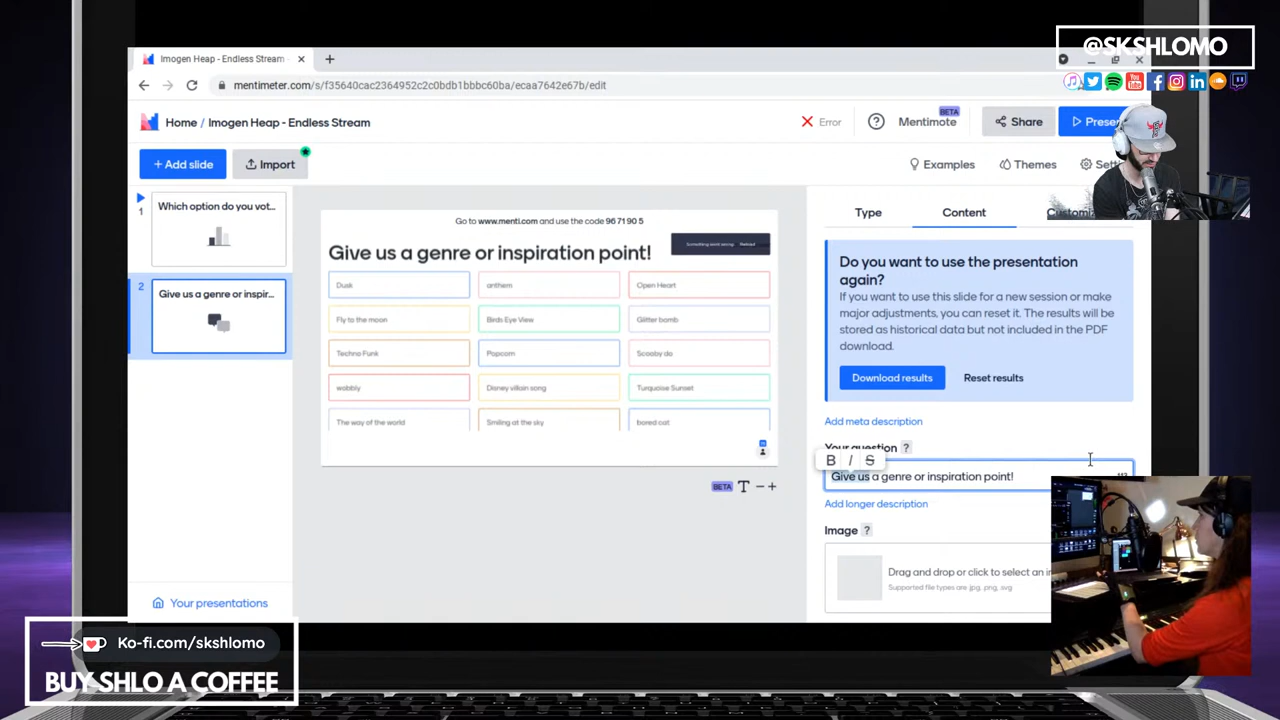 @SKSHLOMO
Imogen Heap - Endless Stream
mentimeter.com/s/f35640cac2364952c2c0bdb1bbbc60ba/ecaa7642e67b/edit
Home / Imogen Heap - Endless Stream
Error
Mentimote
BETA
Share
+ Add slide
Import
Examples
Themes
1
Which option do you vot...
2
Give us a genre or inspir...
Your presentations
Go to www.menti.com and use the code 96 71 90 5
Give us a genre or inspiration point!
Dusk
anthem
Open Heart
Fly to the moon
Birds Eye View
Glitter bomb
Techno Funk
Popcorn
Scooby do
wobbly
Disney villain song
Turquoise Sunset
The way of the world
Smiling at the sky
bored cat
BETA
T
Type
Content
Do you want to use the presentation
again?
If you want to use this slide for a new session or make
major adjustments, you can reset it. The results will be
stored as historical data but not included in the PDF
download.
Download results
Reset results
Add meta description
Your question ?
B I S
Give us a genre or inspiration point!
Add longer description
Image ?
Drag and drop or click to select an
Supported file types are jpg, png, svg
Ko-fi.com/skshlomo
BUY SHLO A COFFEE